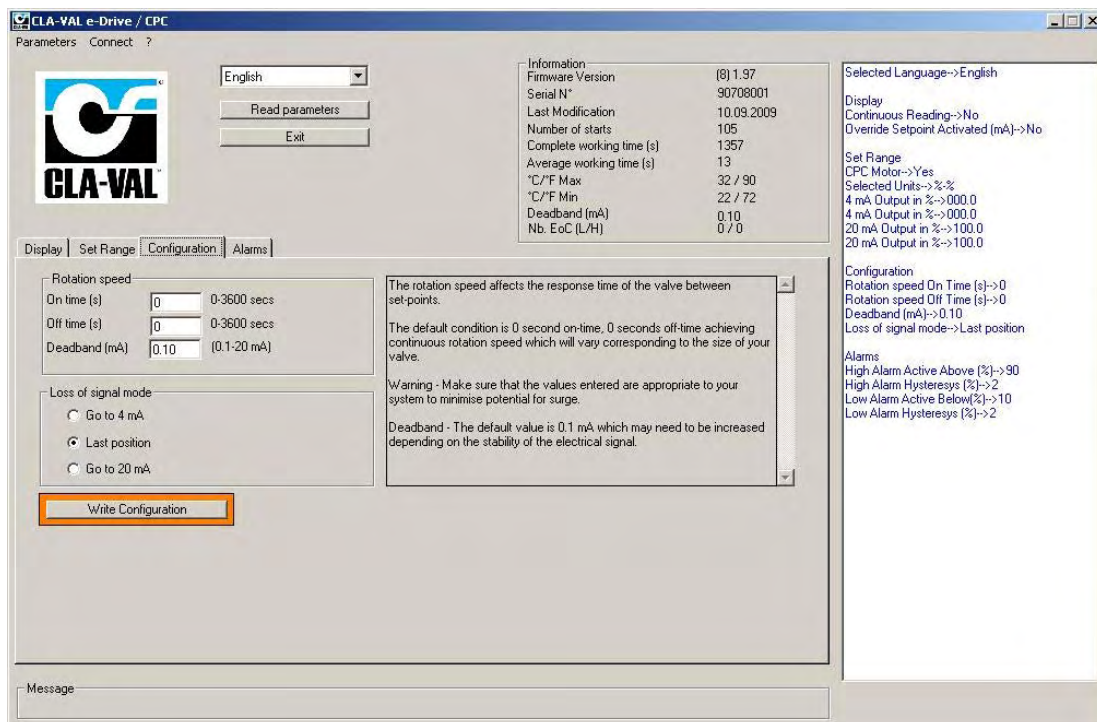 CLA-VAL e-Drive / CPC
Parameters Connect ?
CLA-VAL
English
Read parameters
Exit
Information
Firmware Version (8) 1.97
Serial N° 90708001
Last Modification 10.09.2009
Number of starts 105
Complete working time (s) 1357
Average working time (s) 13
°C/°F Max 32 / 90
°C/°F Min 22 / 72
Deadband (mA) 0.10
Nb. EoC (L/H) 0 / 0
Display Set Range Configuration Alarms
Rotation speed
On time (s) 0 0-3600 secs
Off time (s) 0 0-3600 secs
Deadband (mA) 0.10 (0.1-20 mA)
Loss of signal mode
Go to 4 mA
Last position
Go to 20 mA
Write Configuration
The rotation speed affects the response time of the valve between
set-points.
The default condition is 0 second on-time, 0 seconds off-time achieving
continuous rotation speed which will vary corresponding to the size of your
valve.
Warning - Make sure that the values entered are appropriate to your
system to minimise potential for surge.
Deadband - The default value is 0.1 mA which may need to be increased
depending on the stability of the electrical signal.
Message
Selected Language-->English
Display
Continuous Reading-->No
Override Setpoint Activated (mA)-->No
Set Range
CPC Motor-->Yes
Selected Units-->%-%
4 mA Output in %-->000.0
4 mA Output in %-->000.0
20 mA Output in %-->100.0
20 mA Output in %-->100.0
Configuration
Rotation speed On Time (s)-->0
Rotation speed Off Time (s)-->0
Deadband (mA)-->0.10
Loss of signal mode-->Last position
Alarms
High Alarm Active Above (%)-->90
High Alarm Hysteresys (%)-->2
Low Alarm Active Below(%)-->10
Low Alarm Hysteresys (%)-->2